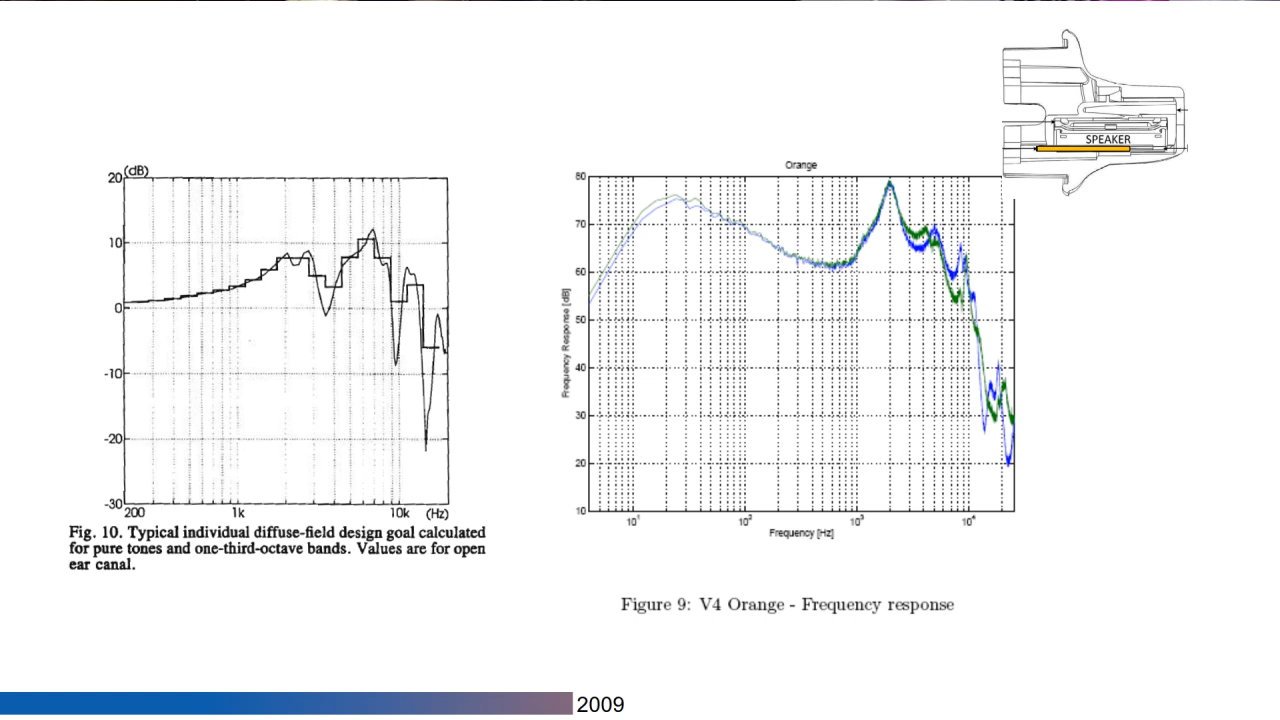 SPEAKER
(dB)
20
10
0
-10
-20
-30
200 1k 10k (Hz)
Fig. 10. Typical individual diffuse-field design goal calculated
for pure tones and one-third-octave bands. Values are for open
ear canal.
Orange
Frequency Response [dB]
80
70
60
50
40
30
20
10
10¹ 10² 10³ 10⁴
Frequency [Hz]
Figure 9: V4 Orange - Frequency response
2009